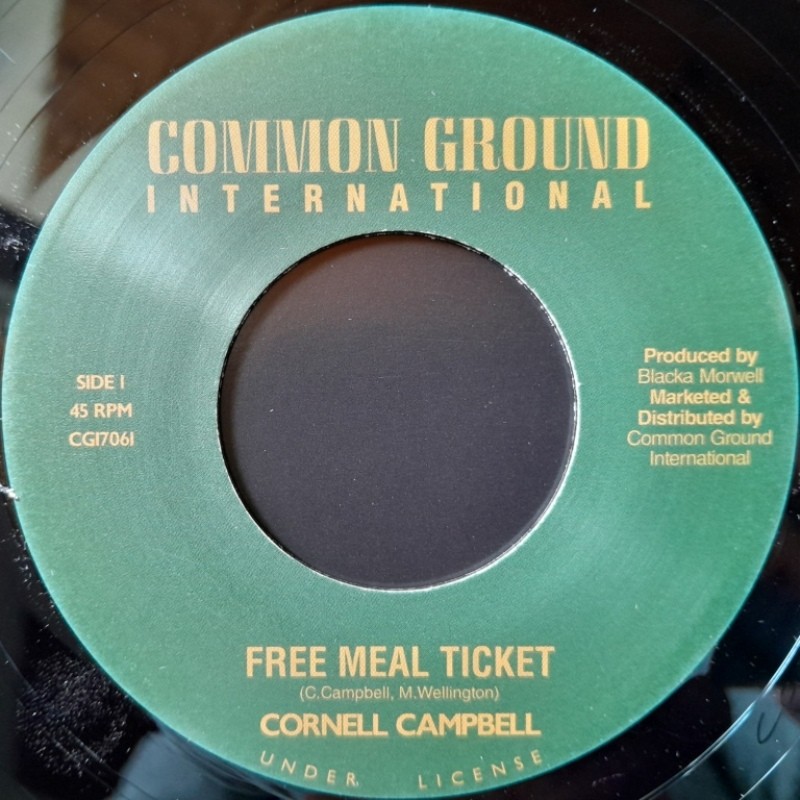 COMMON GROUND
INTERNATIONAL
SIDE 1
45 RPM
CGI7061
Produced by
Blacka Morwell
Marketed &
Distributed by
Common Ground
International
FREE MEAL TICKET
(C.Campbell, M.Wellington)
CORNELL CAMPBELL
UNDER LICENSE